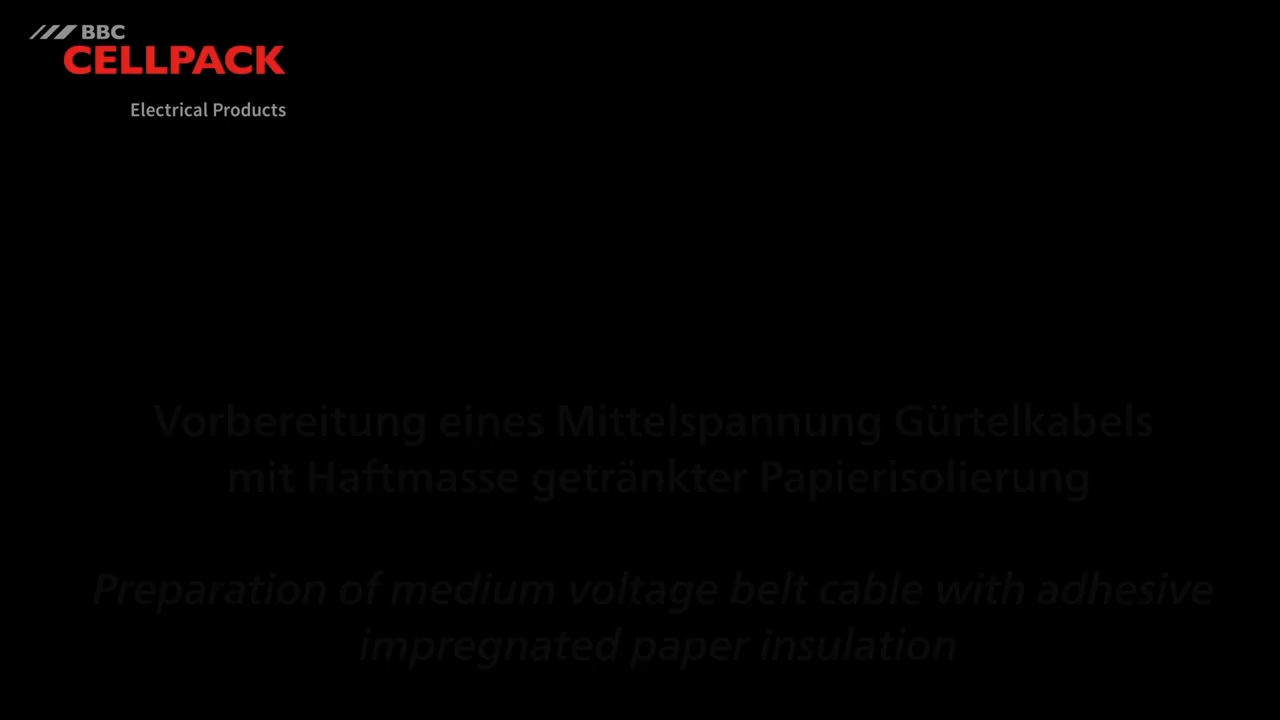 BBC
CELLPACK
Electrical Products
Vorbereitung eines Mittelspannung Gürtelkabels
mit Haftmasse getränkter Papierisolierung
Preparation of medium voltage belt cable with adhesive
impregnated paper insulation